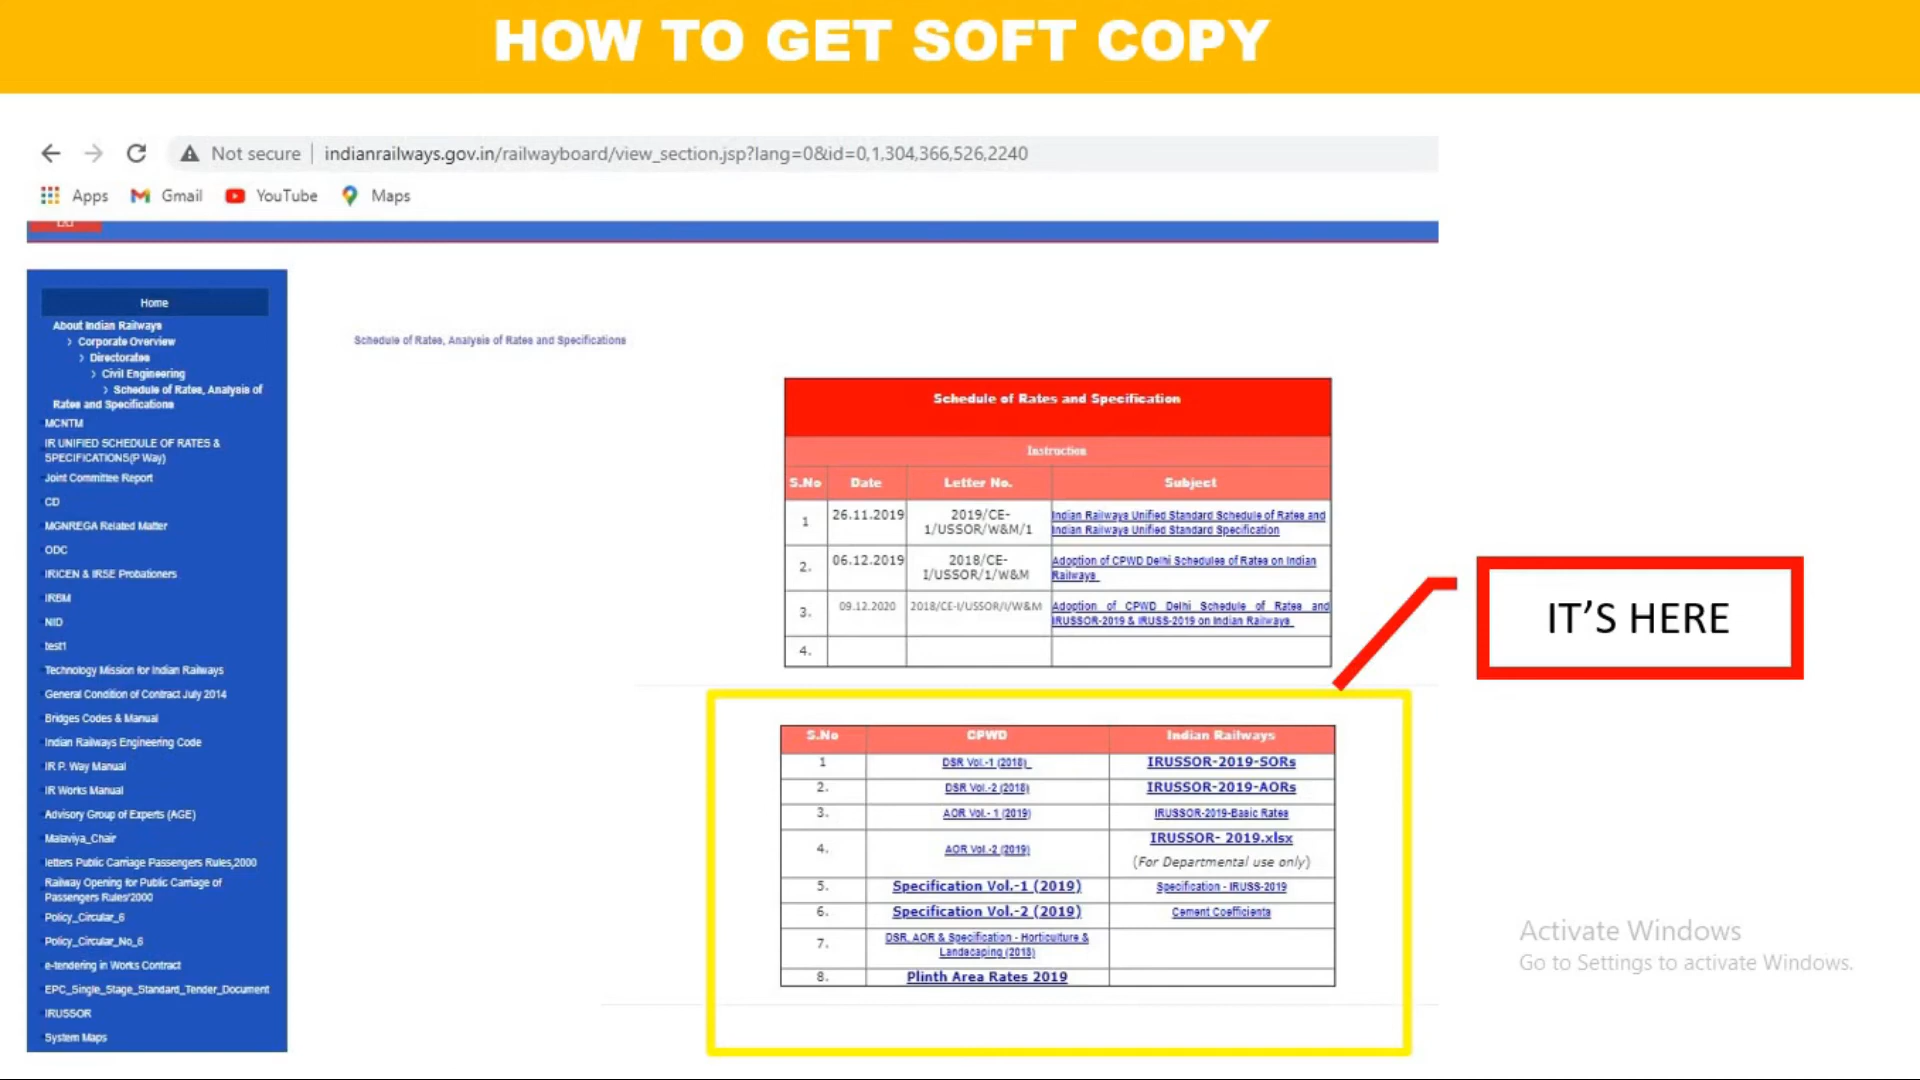 HOW TO GET SOFT COPY
Not secure
indianrailways.gov.in/railwayboard/view_section.jsp?lang=0&id=0,1,304,366,526,2240
Apps
Gmail
YouTube
Maps
Home
About Indian Railways
Corporate Overview
Directorates
Civil Engineering
Schedule of Rates, Analysis of
Rates and Specifications
MCNTM
IR UNIFIED SCHEDULE OF RATES &
SPECIFICATIONS(P Way)
Joint Committee Report
CD
MGNREGA Related Matter
ODC
IRICEN & IRSE Probationers
IRBM
NID
test1
Technology Mission for Indian Railways
General Condition of Contract July 2014
Bridges Codes & Manual
Indian Railways Engineering Code
IR P. Way Manual
IR Works Manual
Advisory Group of Experts (AGE)
Malaviya_Chair
letters Public Carriage Passengers Rules,2000
Railway Opening for Public Carriage of
Passengers Rules'2000
Policy_Circular_6
Policy_Circular_No_6
e-tendering in Works Contract
EPC_Single_Stage_Standard_Tender_Document
IRUSSOR
System Maps
Schedule of Rates, Analysis of Rates and Specifications
Schedule of Rates and Specification
Instruction
S.No Date Letter No. Subject
1 26.11.2019 2019/CE-
1/USSOR/W&M/1
Indian Railways Unified Standard Schedule of Rates and
Indian Railways Unified Standard Specification
2. 06.12.2019 2018/CE-
I/USSOR/1/W&M
Adoption of CPWD Delhi Schedules of Rates on Indian
Railways
3. 09.12.2020 2018/CE-I/USSOR/I/W&M
Adoption of CPWD Delhi Schedule of Rates and
IRUSSOR-2019 & IRUSS-2019 on Indian Railways
4.
IT’S HERE
S.No CPWD Indian Railways
1 DSR Vol.-1 (2018) IRUSSOR-2019-SORs
2. DSR Vol.-2 (2018) IRUSSOR-2019-AORs
3. AOR Vol.- 1 (2019) IRUSSOR-2019-Basic Rates
4. AOR Vol.-2 (2019) IRUSSOR- 2019.xlsx
(For Departmental use only)
5. Specification Vol.-1 (2019) Specification - IRUSS-2019
6. Specification Vol.-2 (2019) Cement Coefficients
7. DSR, AOR & Specification - Horticulture &
Landscaping (2018)
8. Plinth Area Rates 2019
Activate Windows
Go to Settings to activate Windows.